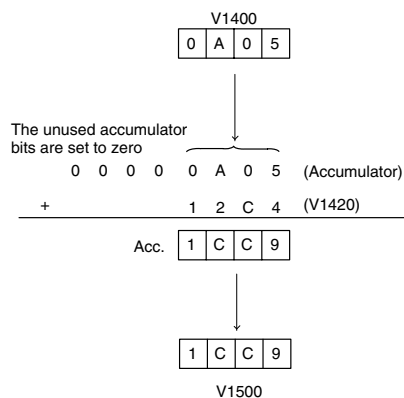 V1400
0 A 0 5
The unused accumulator
bits are set to zero
0 0 0 0 0 A 0 5 (Accumulator)
+ 1 2 C 4 (V1420)
Acc. 1 C C 9
1 C C 9
V1500